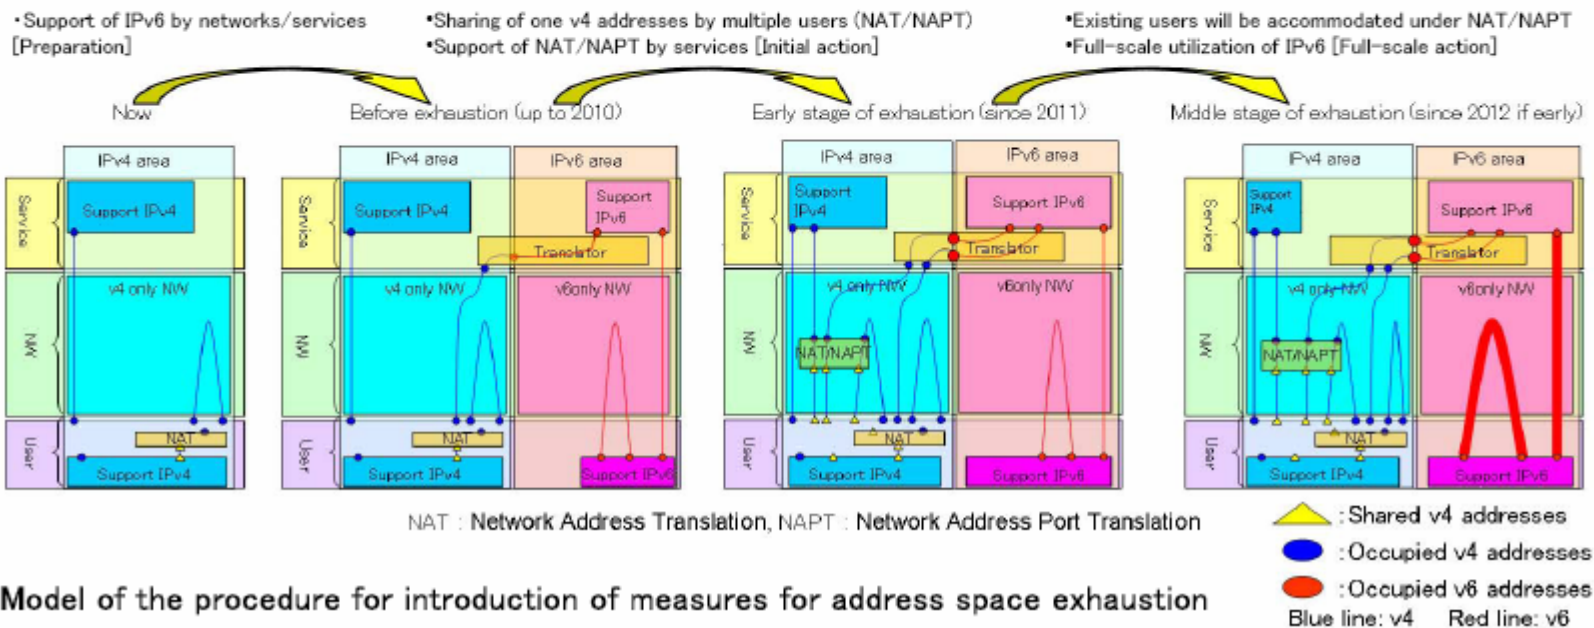 ・Support of IPv6 by networks/services
[Preparation]
•Sharing of one v4 addresses by multiple users (NAT/NAPT)
•Support of NAT/NAPT by services [Initial action]
•Existing users will be accommodated under NAT/NAPT
•Full-scale utilization of IPv6 [Full-scale action]
Now
Before exhaustion (up to 2010)
Early stage of exhaustion (since 2011)
Middle stage of exhaustion (since 2012 if early)
IPv4 area
Service
Support IPv4
NW
v4 only NW
User
NAT
Support IPv4
IPv4 area
IPv6 area
Service
Support IPv4
Support
IPv6
Translator
NW
v4 only NW
v6only NW
User
NAT
Support IPv4
Support IPv6
IPv4 area
IPv6 area
Service
Support
IPv4
Support IPv6
Translator
NW
v4 only NW
v6only NW
NAT/NAPT
User
NAT
Support IPv4
Support IPv6
IPv4 area
IPv6 area
Service
Support
IPv4
Support IPv6
Translator
NW
v4 only NW
v6only NW
NAT/NAPT
User
NAT
Support IPv4
Support IPv6
NAT : Network Address Translation, NAPT : Network Address Port Translation
:Shared v4 addresses
:Occupied v4 addresses
:Occupied v6 addresses
Blue line: v4 Red line: v6
Model of the procedure for introduction of measures for address space exhaustion